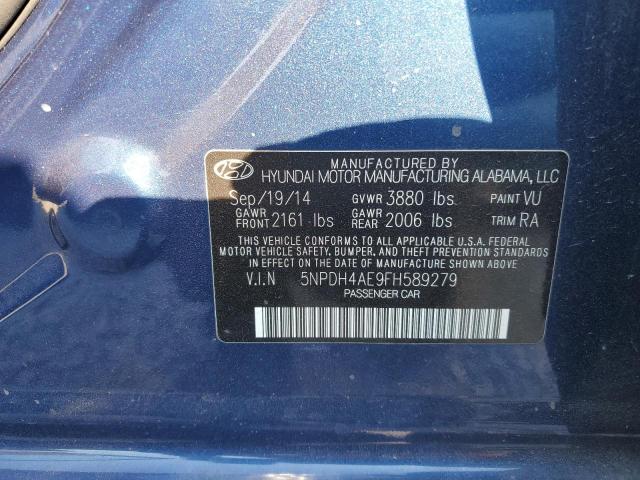 MANUFACTURED BY
HYUNDAI MOTOR MANUFACTURING ALABAMA, LLC
Sep/19/14 GVWR 3880 lbs PAINT VU
GAWR FRONT 2161 lbs GAWR REAR 2006 lbs TRIM RA
THIS VEHICLE CONFORMS TO ALL APPLICABLE U.S.A. FEDERAL
MOTOR VEHICLE SAFETY, BUMPER, AND THEFT PREVENTION
STANDARDS IN EFFECT ON THE DATE OF MANUFACTURE
SHOWN ABOVE.
V.I.N 5NPDH4AE9FH589279
PASSENGER CAR